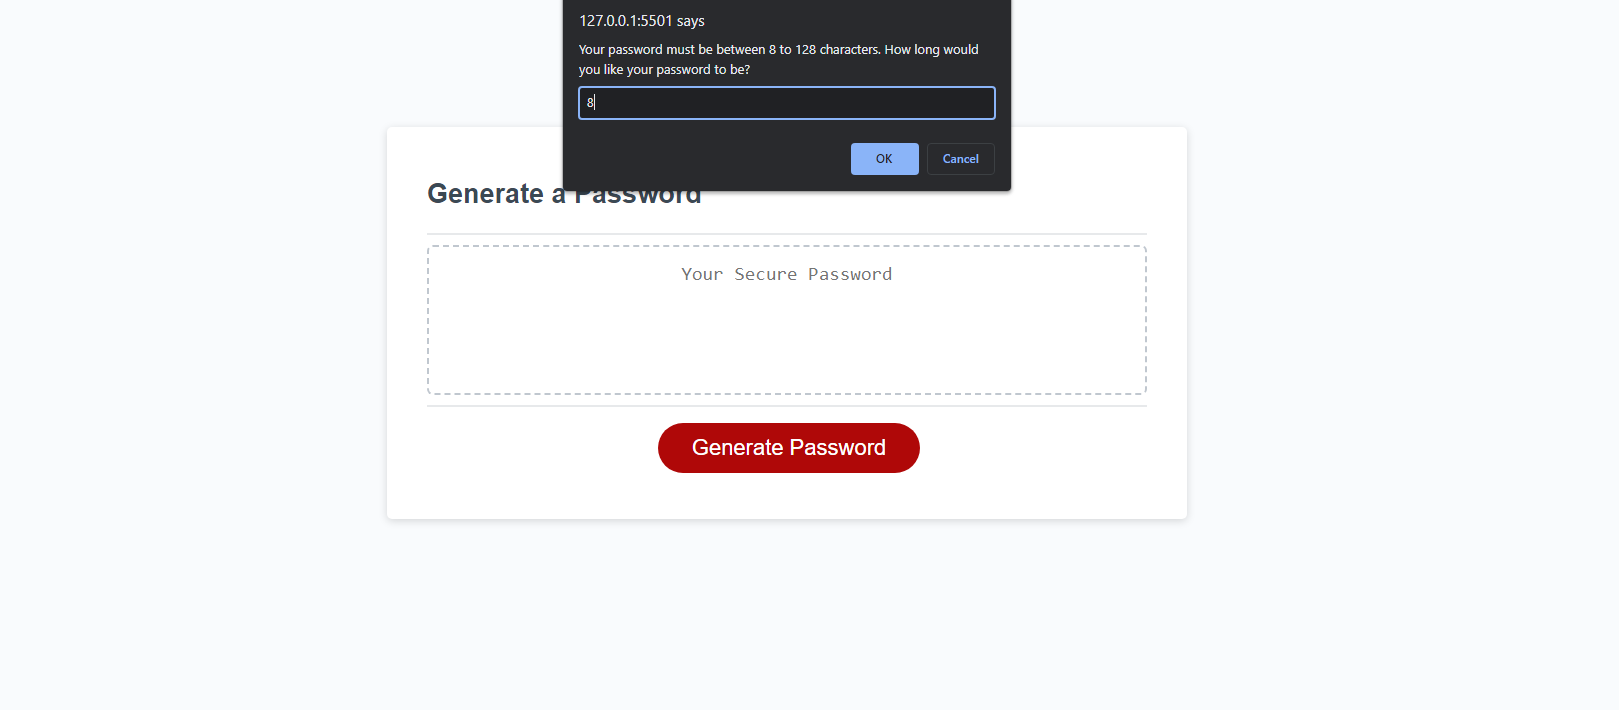 127.0.0.1:5501 says
Your password must be between 8 to 128 characters. How long would
you like your password to be?
8
OK
Cancel
Generate a Password
Your Secure Password
Generate Password